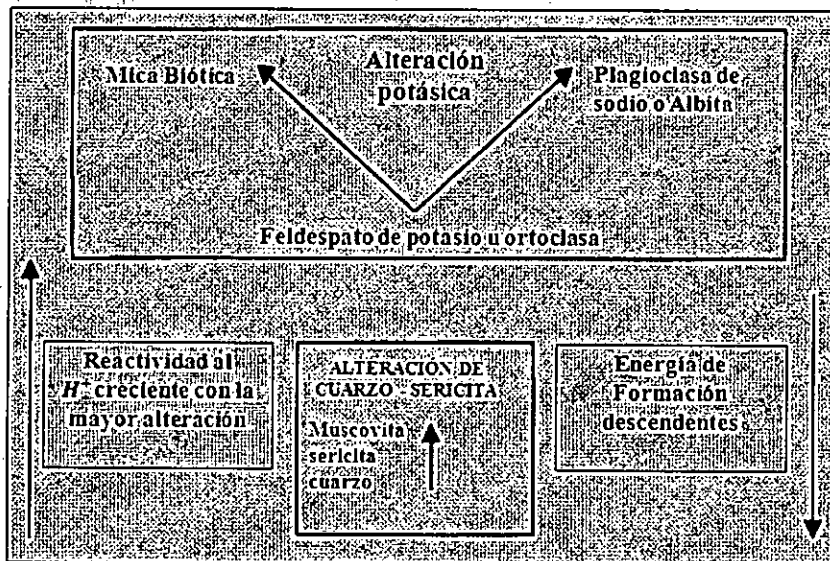 Mica Biótica
Alteración
potásica
Plagioclasa de
sodio o Albita
Feldespato de potasio u ortoclasa
Reactividad al
H⁺ creciente con la
mayor alteración
ALTERACIÓN DE
CUARZO - SERICITA
Muscovita
sericita
cuarzo
Energía de
Formación
descendentes